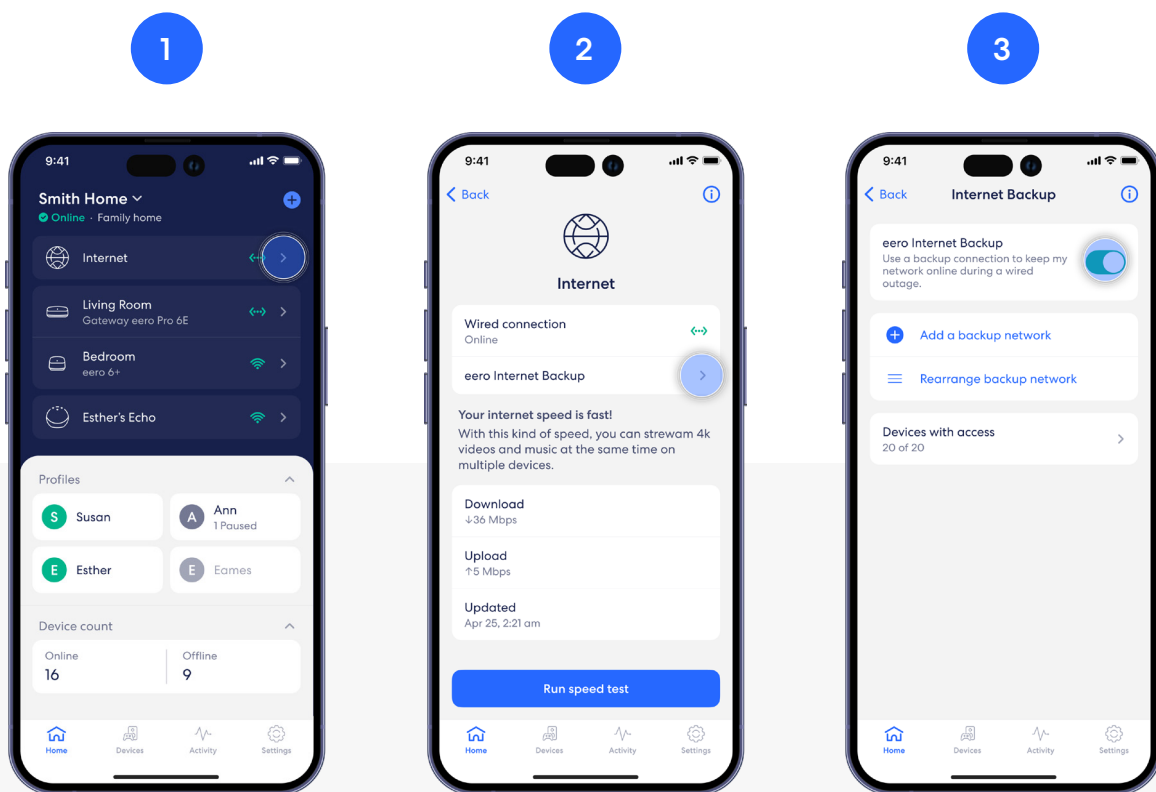 1
9:41
Smith Home
Online · Family home
Internet
Living Room
Gateway eero Pro 6E
Bedroom
eero 6+
Esther's Echo
Profiles
S Susan
A Ann
1 Paused
E Esther
E Eames
Device count
Online Offline
16 9
Home Devices Activity Settings
2
9:41
Back
Internet
Wired connection
Online
eero Internet Backup
Your internet speed is fast!
With this kind of speed, you can strewam 4k
videos and music at the same time on
multiple devices.
Download
↓36 Mbps
Upload
↑5 Mbps
Updated
Apr 25, 2:21 am
Run speed test
Home Devices Activity Settings
3
9:41
Back Internet Backup
eero Internet Backup
Use a backup connection to keep my
network online during a wired
outage.
Add a backup network
Rearrange backup network
Devices with access
20 of 20
Home Devices Activity Settings